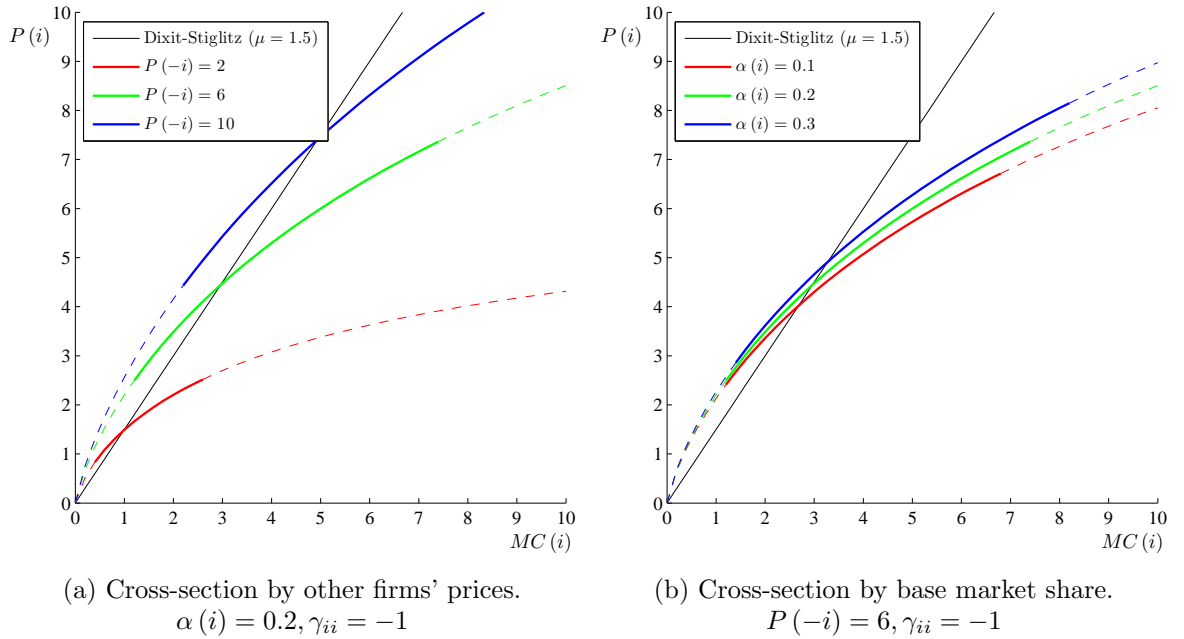 P (i)
10
9
8
7
6
5
4
3
2
1
0
0 1 2 3 4 5 6 7 8 9 10
MC (i)
Dixit-Stiglitz (μ = 1.5)
P (−i) = 2
P (−i) = 6
P (−i) = 10
(a) Cross-section by other firms' prices.
α (i) = 0.2, γii = −1
P (i)
10
9
8
7
6
5
4
3
2
1
0
0 1 2 3 4 5 6 7 8 9 10
MC (i)
Dixit-Stiglitz (μ = 1.5)
α (i) = 0.1
α (i) = 0.2
α (i) = 0.3
(b) Cross-section by base market share.
P (−i) = 6, γii = −1